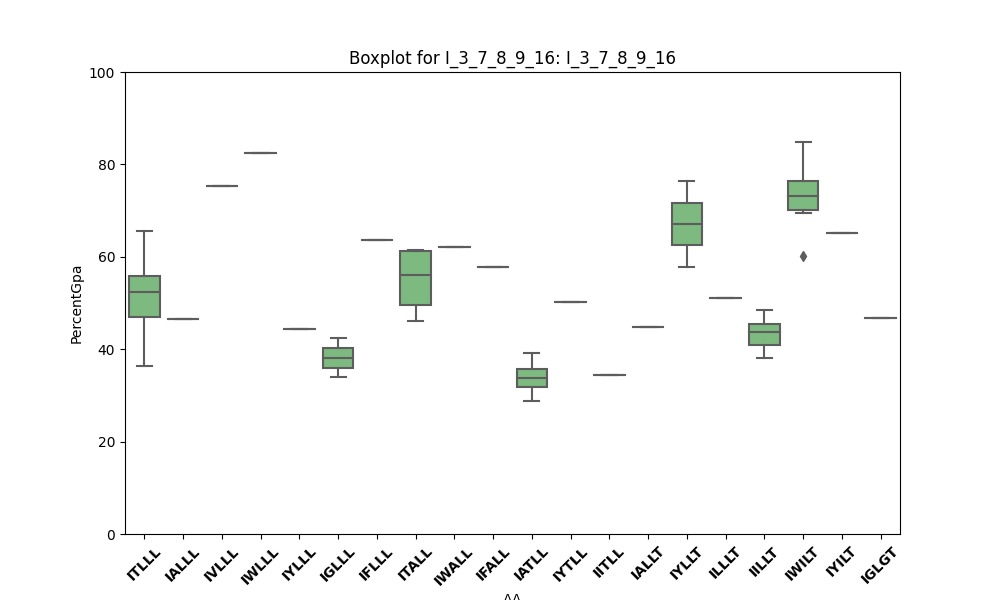 Boxplot for I_3_7_8_9_16: I_3_7_8_9_16
PercentGpa
100
80
60
40
20
0
ITLLL IALLL IVLLL IWLLL IYLLL IGLLL IFLLL ITALL IWALL IFALL IATLL IYTLL IITLL IALLT IYLLT ILLLT IILLT IWILT IYILT IGLGT
AA